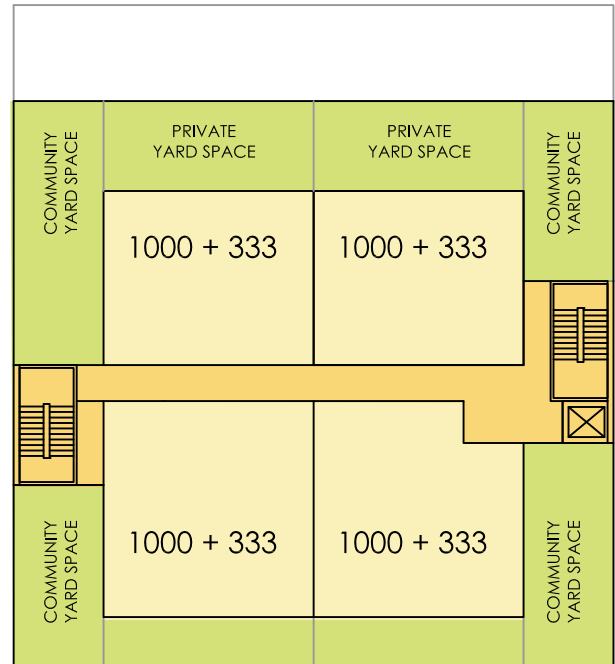 COMMUNITY
YARD SPACE
PRIVATE
YARD SPACE
PRIVATE
YARD SPACE
COMMUNITY
YARD SPACE
1000 + 333
1000 + 333
1000 + 333
1000 + 333
COMMUNITY
YARD SPACE
COMMUNITY
YARD SPACE